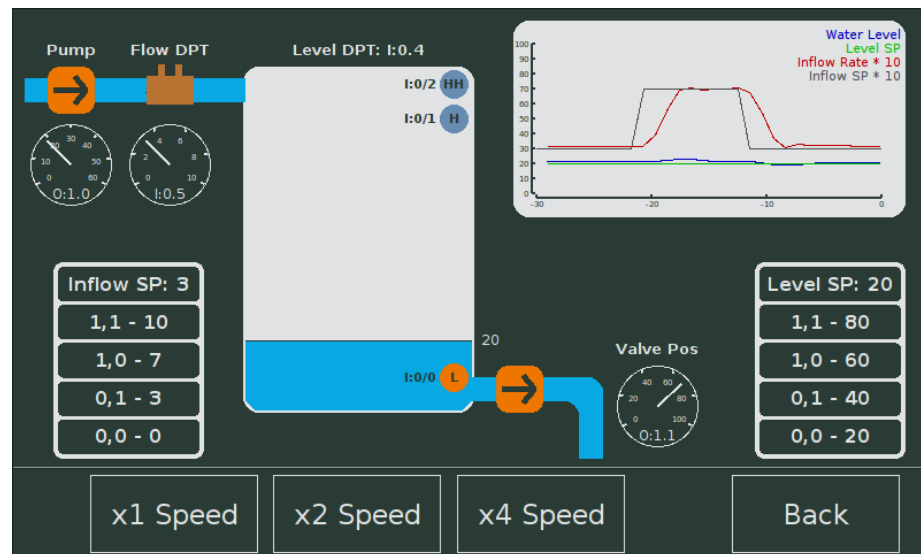 Pump
Flow DPT
Level DPT: I:0.4
I:0/2 HH
I:0/1 H
20 30 40
10 50
0 60
O:1.0
4 6
2 8
0 10
I:0.5
Water Level
Level SP
Inflow Rate * 10
Inflow SP * 10
100
90
80
70
60
50
40
30
20
10
0
-30 -20 -10 0
Inflow SP: 3
1,1 - 10
1,0 - 7
0,1 - 3
0,0 - 0
20
I:0/0 L
Valve Pos
40 60
20 80
0 100
O:1.1
Level SP: 20
1,1 - 80
1,0 - 60
0,1 - 40
0,0 - 20
x1 Speed
x2 Speed
x4 Speed
Back